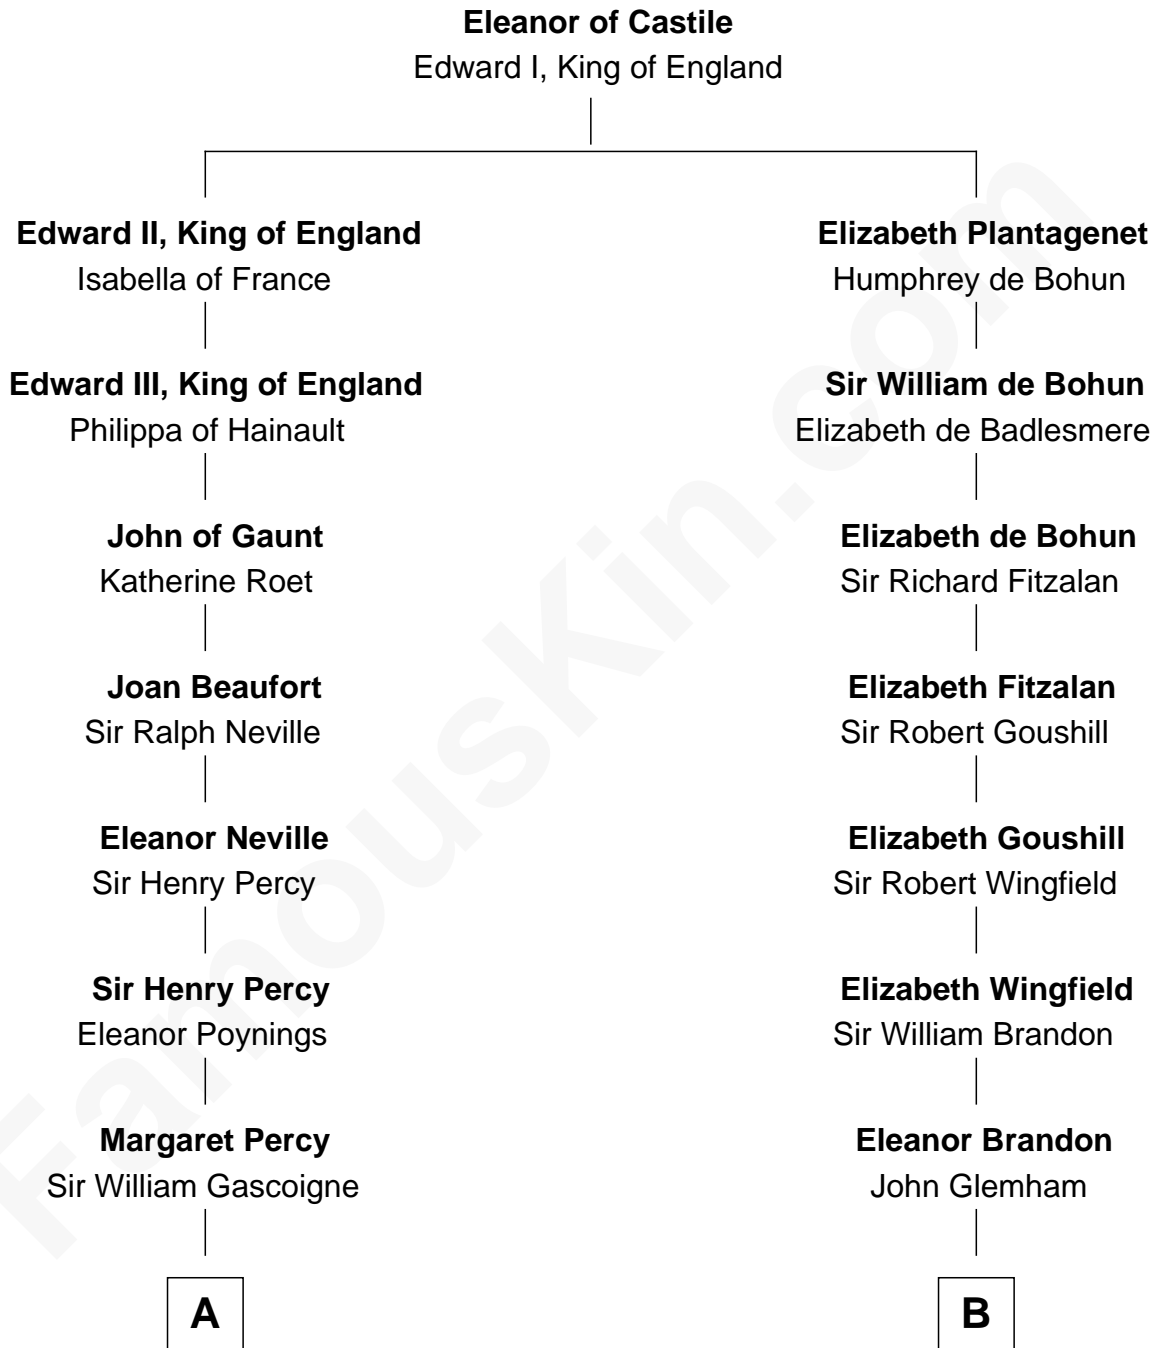 Eleanor of Castile
Edward I, King of England
Edward II, King of England
Isabella of France
Edward III, King of England
Philippa of Hainault
John of Gaunt
Katherine Roet
Joan Beaufort
Sir Ralph Neville
Eleanor Neville
Sir Henry Percy
Sir Henry Percy
Eleanor Poynings
Margaret Percy
Sir William Gascoigne
A
Elizabeth Plantagenet
Humphrey de Bohun
Sir William de Bohun
Elizabeth de Badlesmere
Elizabeth de Bohun
Sir Richard Fitzalan
Elizabeth Fitzalan
Sir Robert Goushill
Elizabeth Goushill
Sir Robert Wingfield
Elizabeth Wingfield
Sir William Brandon
Eleanor Brandon
John Glemham
B
FamousKin.com